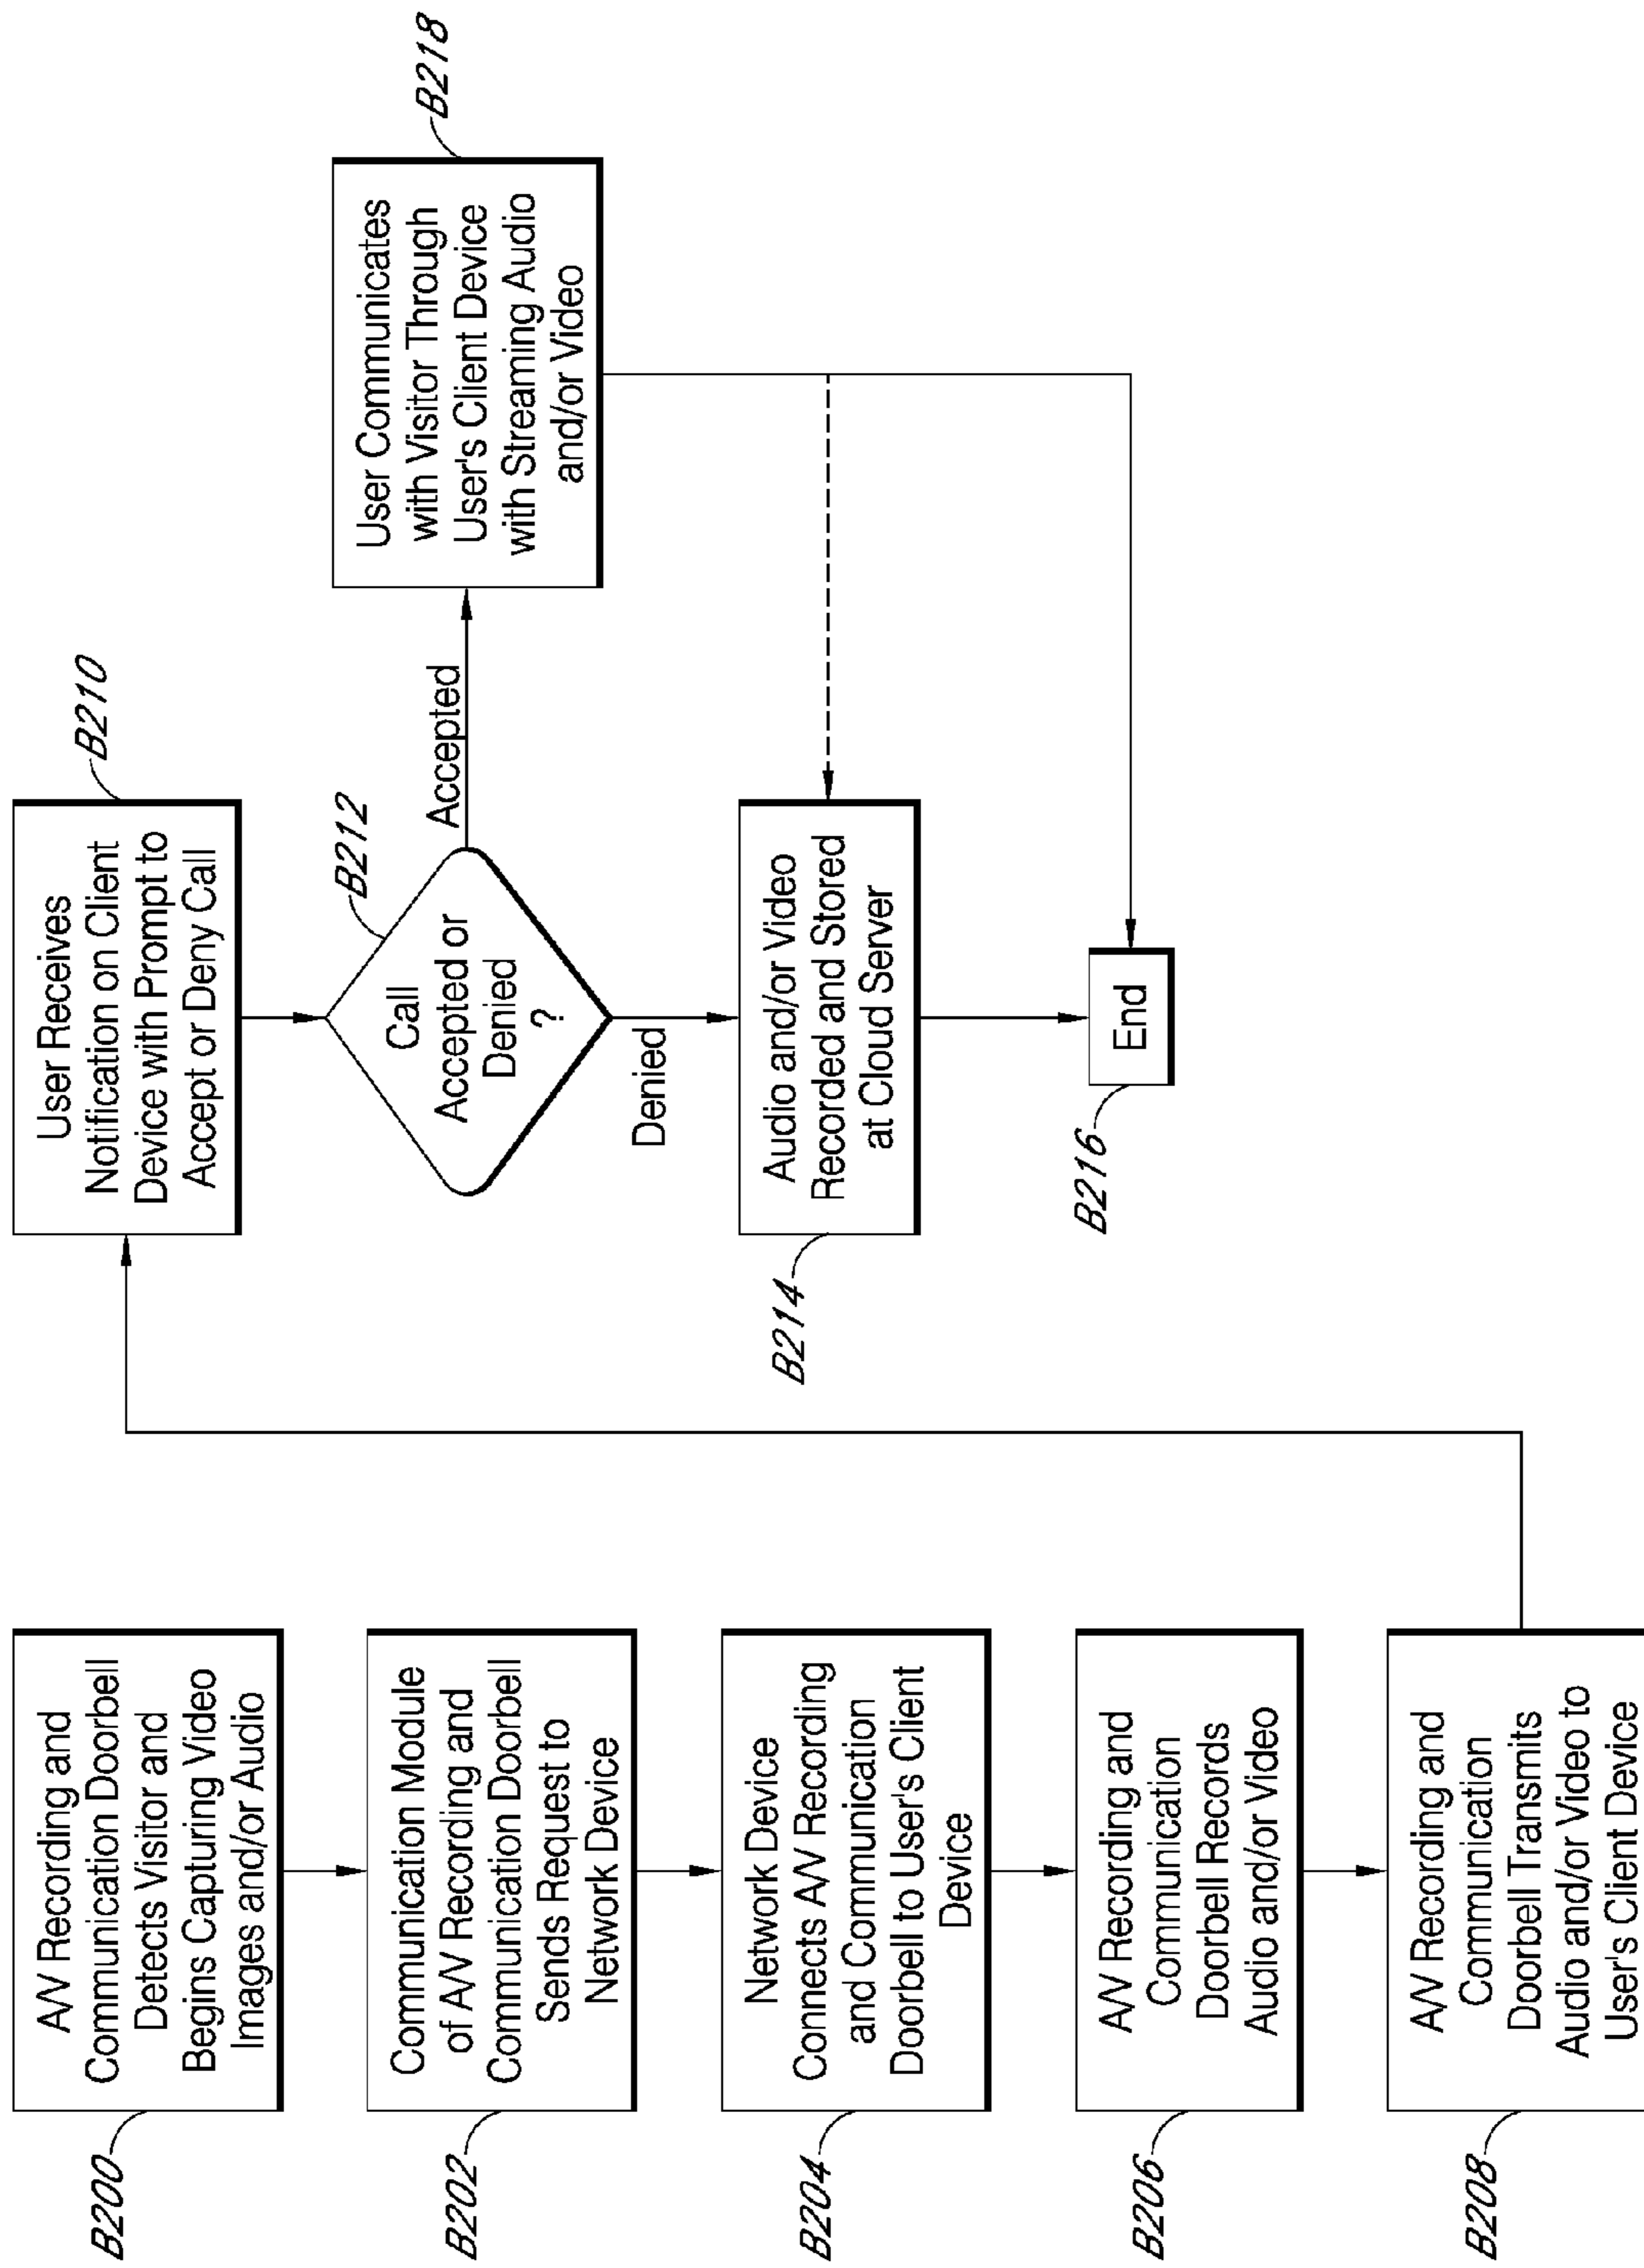 B200
A/V Recording and
Communication Doorbell
Detects Visitor and
Begins Capturing Video
Images and/or Audio
B202
Communication Module
of A/V Recording and
Communication Doorbell
Sends Request to
Network Device
B204
Network Device
Connects A/V Recording
and Communication
Doorbell to User's Client
Device
B206
A/V Recording and
Communication
Doorbell Records
Audio and/or Video
B208
A/V Recording and
Communication
Doorbell Transmits
Audio and/or Video to
User's Client Device
B210
User Receives
Notification on Client
Device with Prompt to
Accept or Deny Call
B212
Call
Accepted or
Denied
?
Accepted
Denied
B214
Audio and/or Video
Recorded and Stored
at Cloud Server
B216
End
B218
User Communicates
with Visitor Through
User's Client Device
with Streaming Audio
and/or Video